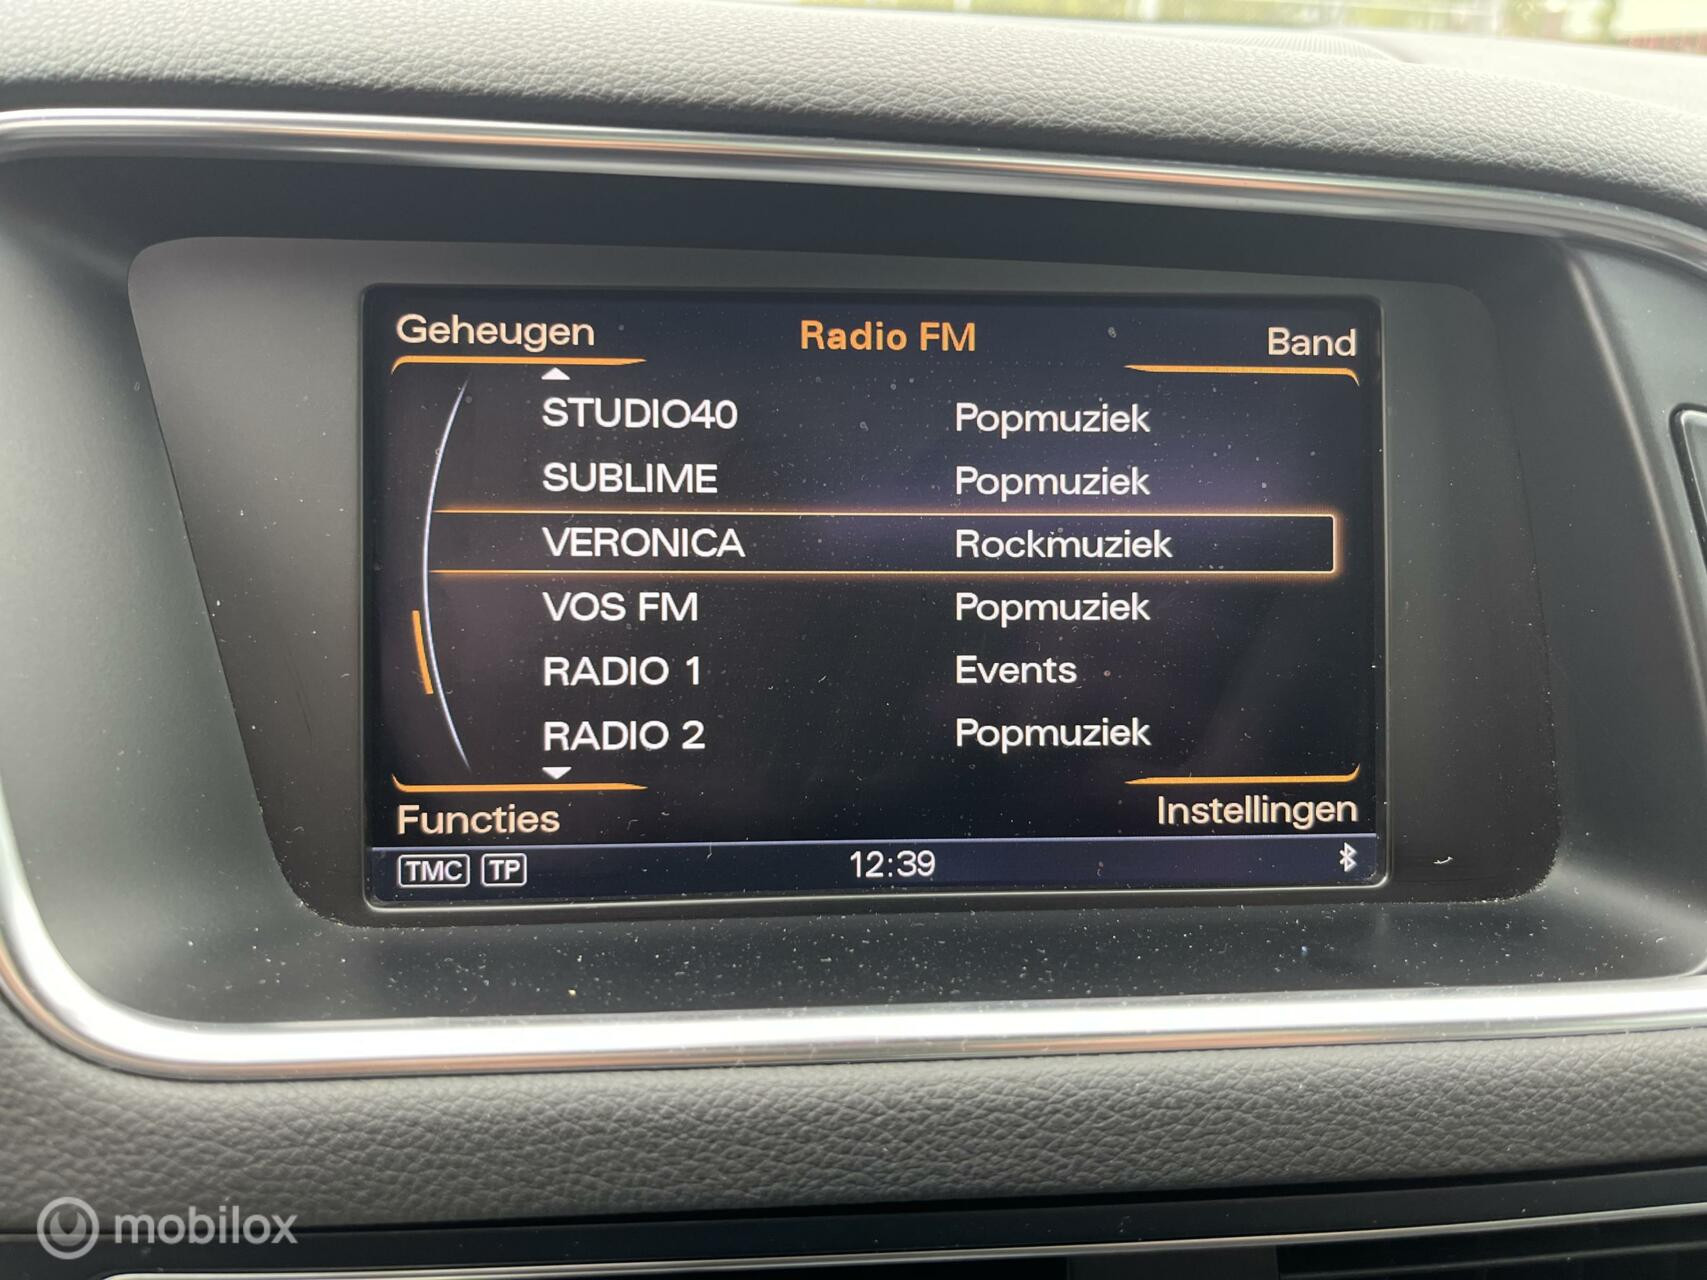 Geheugen Radio FM Band
STUDIO40 Popmuziek
SUBLIME Popmuziek
VERONICA Rockmuziek
VOS FM Popmuziek
RADIO 1 Events
RADIO 2 Popmuziek
Functies Instellingen
TMC TP 12:39
mobilox